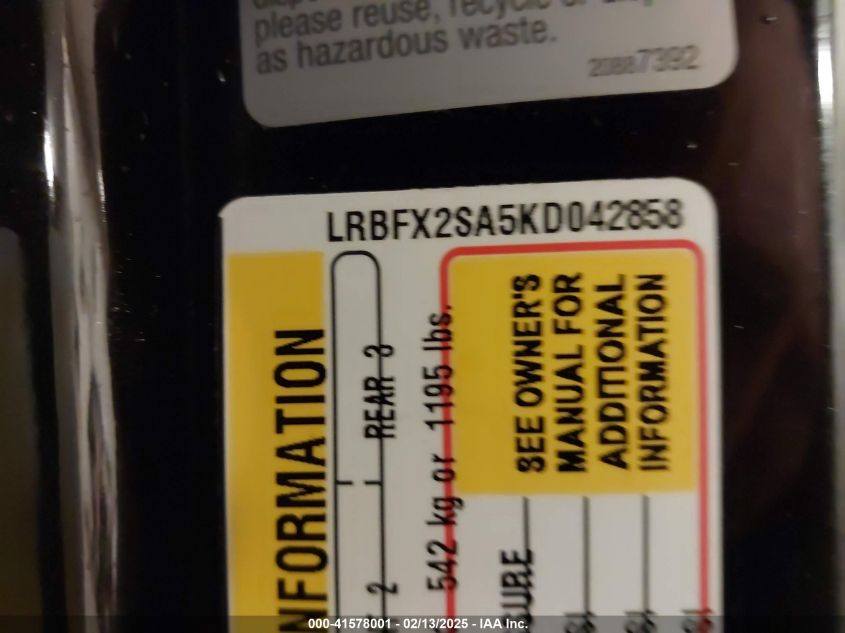 please reuse, recycle or
as hazardous waste.
20887392
LRBFX2SA5KD042858
INFORMATION
REAR 3
2
542 kg or 1195 lbs.
SEE OWNER'S
MANUAL FOR
ADDITIONAL
INFORMATION
000-41578001 - 02/13/2025 - IAA Inc.